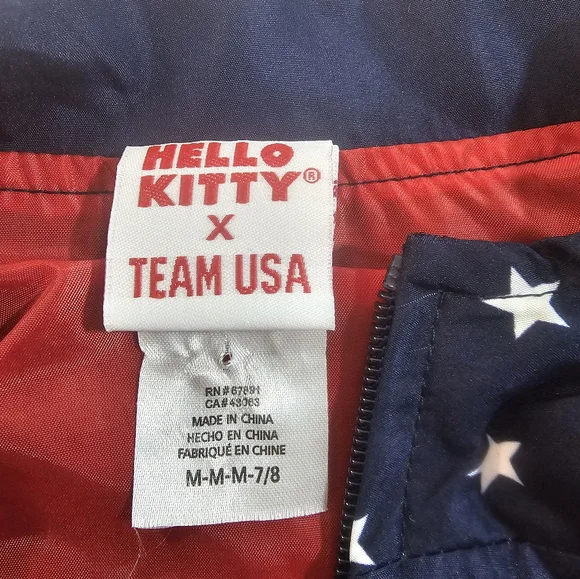 HELLO
KITTY®
X
TEAM USA
RN#67891
CA#43063
MADE IN CHINA
HECHO EN CHINA
FABRIQUÉ EN CHINE
M-M-M-7/8